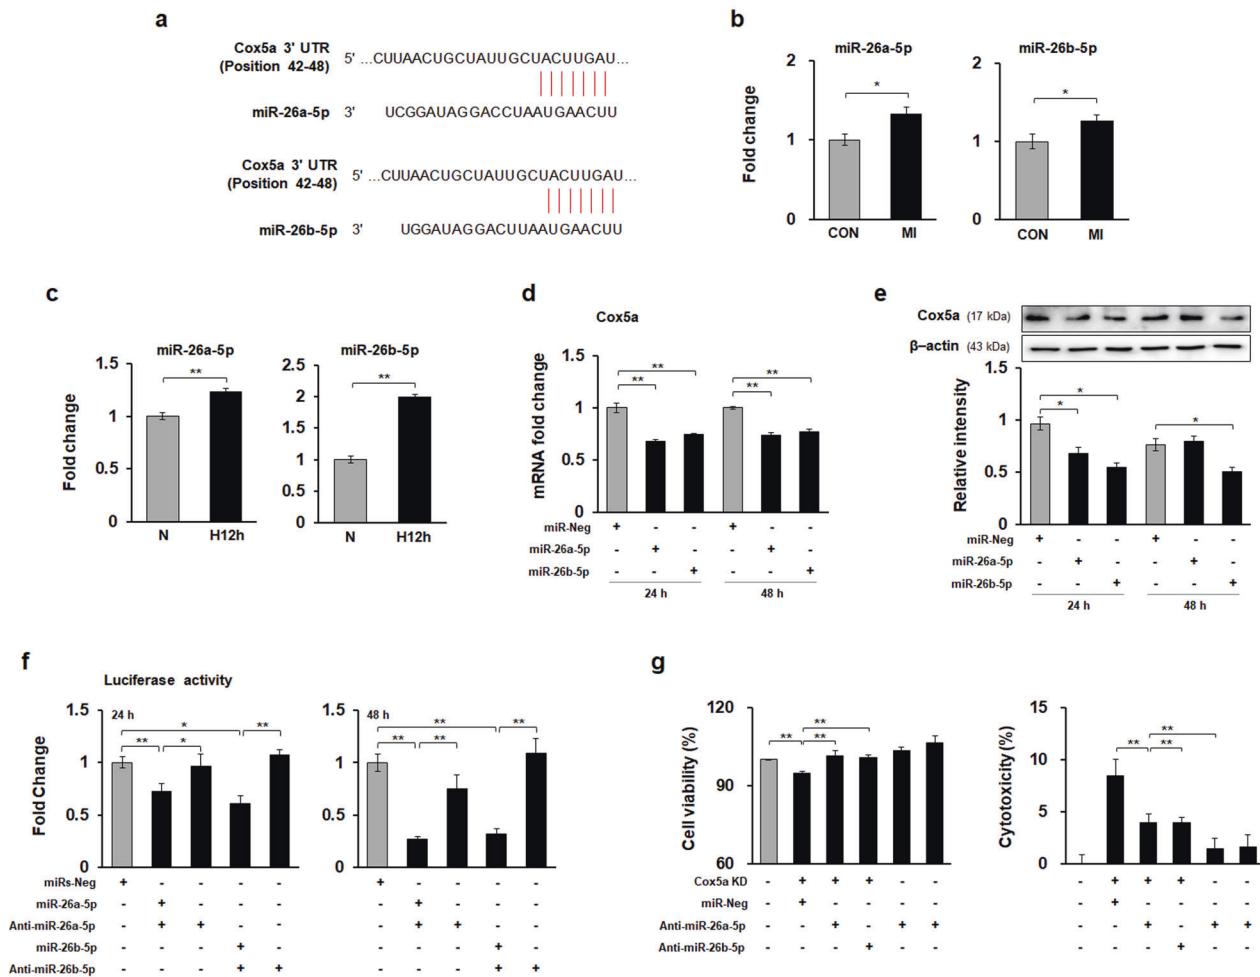 a
Cox5a 3' UTR
(Position 42-48)
5' ...CUUAACUGCUAUUGCUACUUGAU...
miR-26a-5p 3' UCGGAUAGGACCUAAUGAACUU
Cox5a 3' UTR
(Position 42-48)
5' ...CUUAACUGCUAUUGCUACUUGAU...
miR-26b-5p 3' UGGAUAGGACUUAAUGAACUU
b
miR-26a-5p miR-26b-5p
Fold change
2 2
1 1
0 0
* *
CON MI CON MI
c
miR-26a-5p miR-26b-5p
Fold change
1.5 2.5
1 2
0.5 1.5
0 1
0.5
0
** **
N H12h N H12h
d
Cox5a
mRNA fold change
1.5
1
0.5
0
** ** ** **
miR-Neg + - - + - -
miR-26a-5p - + - - + -
miR-26b-5p - - + - - +
24 h 48 h
e
Cox5a (17 kDa)
β–actin (43 kDa)
Relative intensity
1.5
1
0.5
0
* * *
miR-Neg + - - + - -
miR-26a-5p - + - - + -
miR-26b-5p - - + - - +
24 h 48 h
f
Luciferase activity
Fold Change
24 h 48 h
1.5 1.5
1 1
0.5 0.5
0 0
* ** ** *
** ** ** **
miRs-Neg + - - - - + - - - -
miR-26a-5p - + - - - - + - - -
Anti-miR-26a-5p - + + - - - + + - -
miR-26b-5p - - - + - - - - + -
Anti-miR-26b-5p - - - + + - - - + +
g
Cell viability (%)
120
100
80
60
** ** **
Cytotoxicity (%)
15
10
5
0
** ** **
Cox5a KD - + + + - - - + + + - -
miR-Neg - + - - - - - + - - - -
Anti-miR-26a-5p - - + - + + - - + - + +
Anti-miR-26b-5p - - - + - - - - - + - -